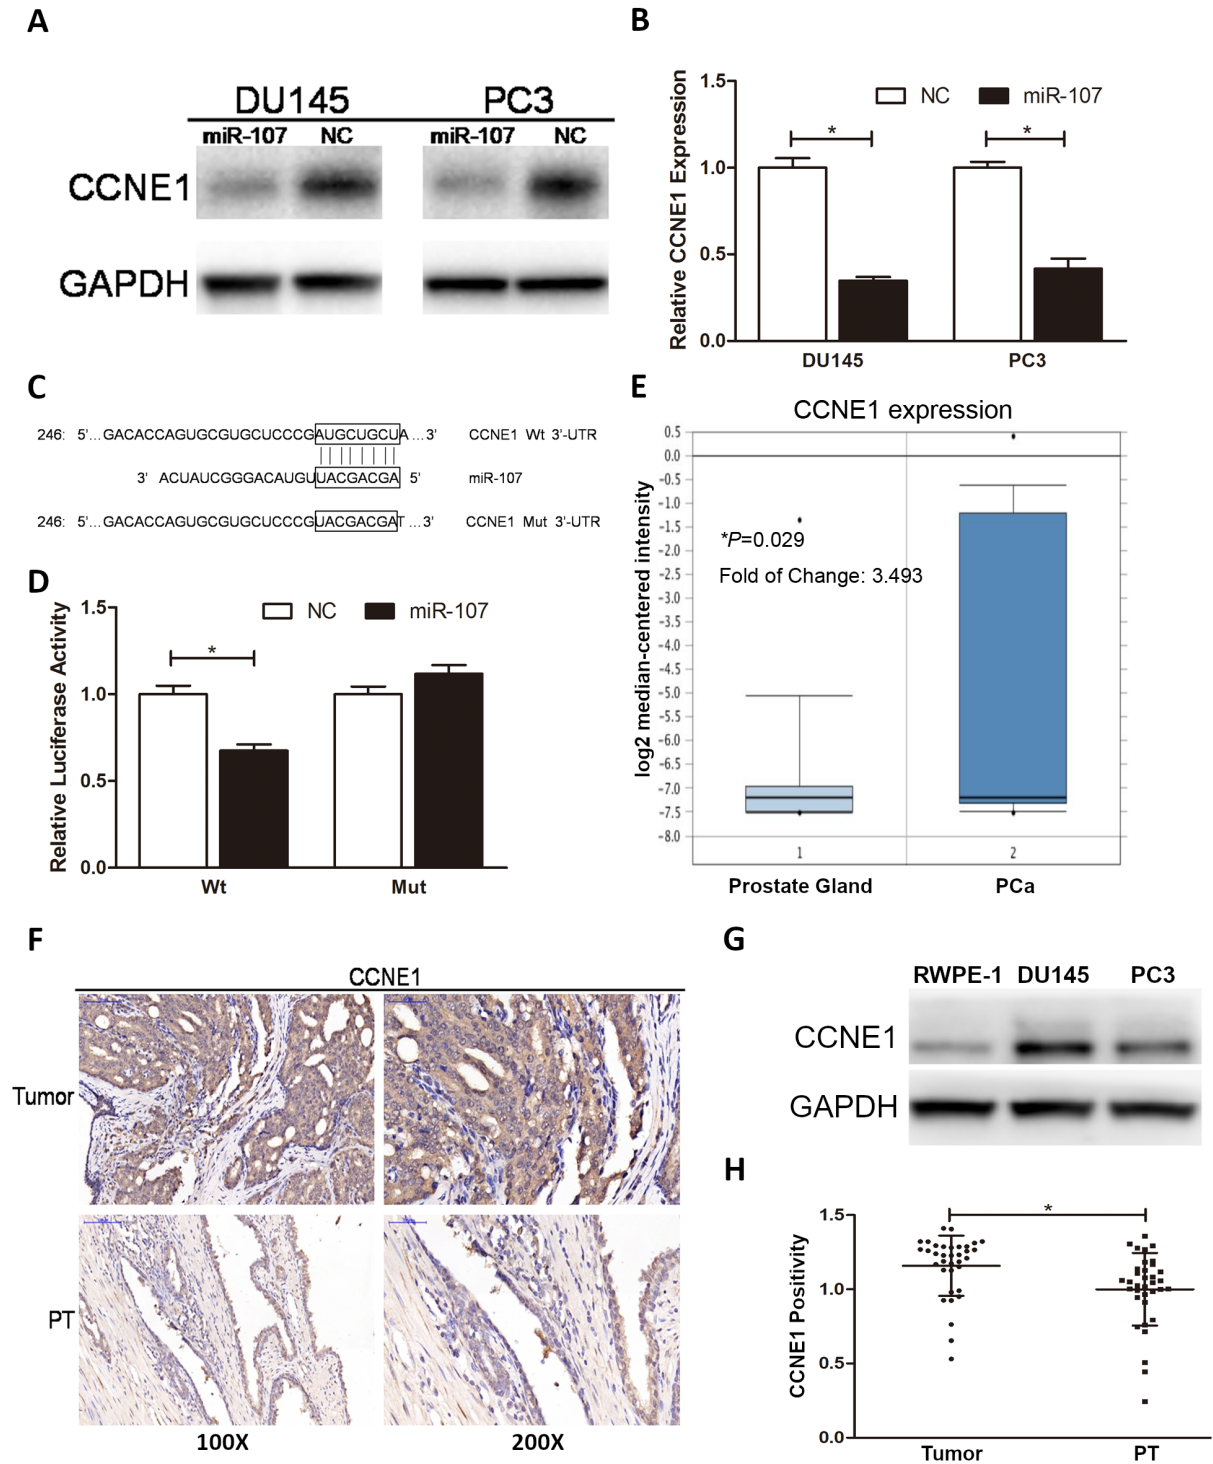 A
DU145 PC3
miR-107 NC miR-107 NC
CCNE1
GAPDH
B
1.5
1.0
0.5
0.0
Relative CCNE1 Expression
NC miR-107
* *
DU145 PC3
C
246: 5'...GACACCAGUGCGUGCUCCCGAUGCUGCUA...3' CCNE1 Wt 3'-UTR
3' ACUAUCGGGACAUGUUACGACGA 5' miR-107
246: 5'...GACACCAGUGCGUGCUCCCGUACGACGAT...3' CCNE1 Mut 3'-UTR
D
1.5
1.0
0.5
0.0
Relative Luciferase Activity
NC miR-107
*
Wt Mut
E
CCNE1 expression
log2 median-centered intensity
0.5
0.0
-0.5
-1.0
-1.5
-2.0
-2.5
-3.0
-3.5
-4.0
-4.5
-5.0
-5.5
-6.0
-6.5
-7.0
-7.5
-8.0
*P=0.029
Fold of Change: 3.493
1 2
Prostate Gland PCa
F
CCNE1
Tumor
PT
100X 200X
G
RWPE-1 DU145 PC3
CCNE1
GAPDH
H
CCNE1 Positivity
1.5
1.0
0.5
0.0
*
Tumor PT